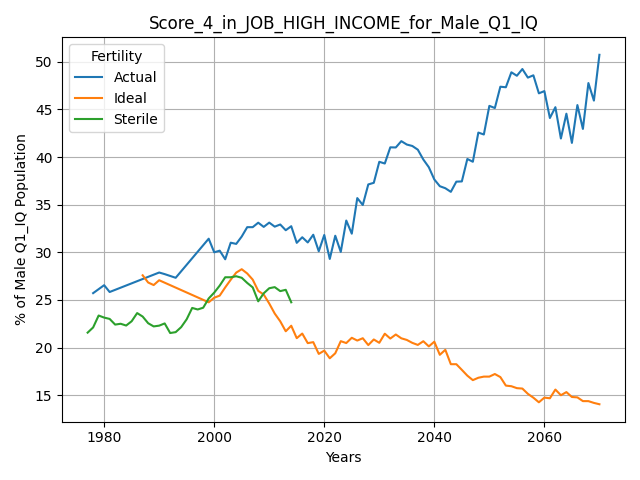 Score_4_in_JOB_HIGH_INCOME_for_Male_Q1_IQ
Fertility
Actual
Ideal
Sterile
% of Male Q1_IQ Population
50
45
40
35
30
25
20
15
1980
2000
2020
2040
2060
Years